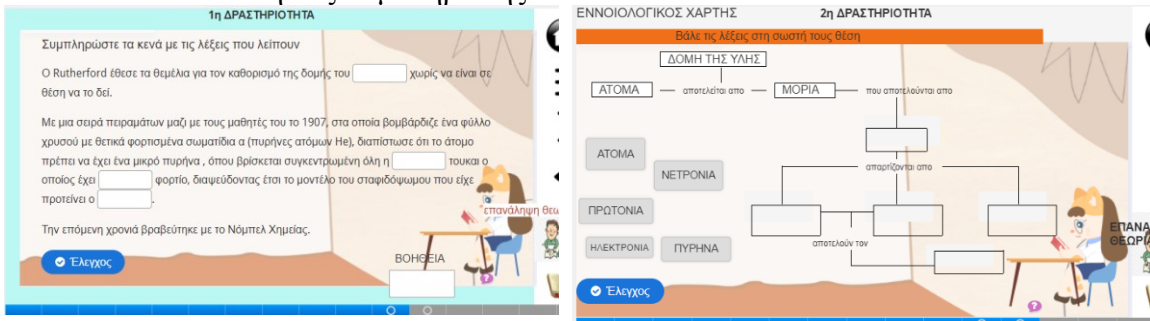 1η ΔΡΑΣΤΗΡΙΟΤΗΤΑ
Συμπληρώστε τα κενά με τις λέξεις που λείπουν
Ο Rutherford έθεσε τα θεμέλια για τον καθορισμό της δομής του χωρίς να είναι σε
θέση να το δεί.
Με μια σειρά πειραμάτων μαζι με τους μαθητές του το 1907, στα οποία βομβάρδιζε ένα φύλλο
χρυσού με θετικά φορτισμένα σωματίδια α (πυρήνες ατόμων He), διαπίστωσε ότι το άτομο
πρέπει να έχει ένα μικρό πυρήνα , όπου βρίσκεται συγκεντρωμένη όλη η τουκαι ο
οποίος έχει φορτίο, διαψεύδοντας έτσι το μοντέλο του σταφιδόψωμου που είχε
προτείνει ο .
"επανάληψη θεω
Την επόμενη χρονιά βραβεύτηκε με το Νόμπελ Χημείας.
Έλεγχος
ΒΟΗΘΕΙΑ
?
ΕΝΝΟΙΟΛΟΓΙΚΟΣ ΧΑΡΤΗΣ 2η ΔΡΑΣΤΗΡΙΟΤΗΤΑ
Βάλε τις λέξεις στη σωστή τους θέση
ΔΟΜΗ ΤΗΣ ΥΛΗΣ
ΑΤΟΜΑ αποτελείται απο ΜΟΡΙΑ που αποτελούνται απο
ΑΤΟΜΑ
ΝΕΤΡΟΝΙΑ
απαρτίζονται απο
ΠΡΩΤΟΝΙΑ
ΗΛΕΚΤΡΟΝΙΑ
ΠΥΡΗΝΑ
αποτελούν τον
ΕΠΑΝΑ
ΘΕΩΡΙΑ
Έλεγχος
?